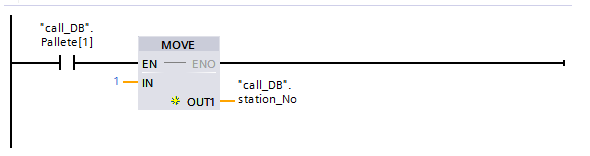 "call_DB".
Pallete[1]
MOVE
EN
ENO
1
IN
OUT1
"call_DB".
station_No